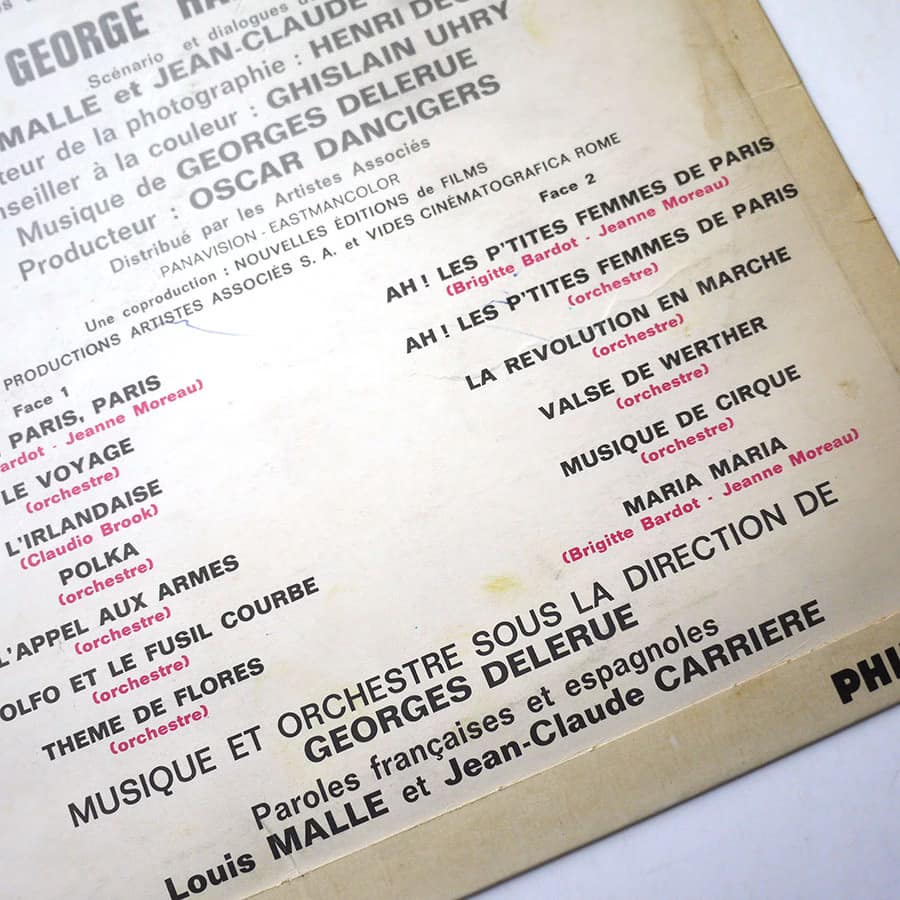 GEORGE HA
Scénario et dialogues d
MALLE et JEAN-CLAUDE
teur de la photographie : HENRI DEC
nseiller à la couleur : GHISLAIN UHRY
Musique de GEORGES DELERUE
Producteur : OSCAR DANCIGERS
Distribué par les Artistes Associés
PANAVISION - EASTMANCOLOR
Une coproduction : NOUVELLES ÉDITIONS de FILMS
PRODUCTIONS ARTISTES ASSOCIÉS S. A. et VIDES CINÉMATOGRAFICA ROME
Face 1
PARIS, PARIS
ardot - Jeanne Moreau)
LE VOYAGE
(orchestre)
L'IRLANDAISE
(Claudio Brook)
POLKA
(orchestre)
L'APPEL AUX ARMES
(orchestre)
OLFO ET LE FUSIL COURBE
(orchestre)
THEME DE FLORES
(orchestre)
Face 2
AH ! LES P'TITES FEMMES DE PARIS
(Brigitte Bardot - Jeanne Moreau)
AH ! LES P'TITES FEMMES DE PARIS
(orchestre)
LA REVOLUTION EN MARCHE
(orchestre)
VALSE DE WERTHER
(orchestre)
MUSIQUE DE CIRQUE
(orchestre)
MARIA MARIA
(Brigitte Bardot - Jeanne Moreau)
MUSIQUE ET ORCHESTRE SOUS LA DIRECTION DE
GEORGES DELERUE
Paroles françaises et espagnoles
Louis MALLE et Jean-Claude CARRIERE
PHI